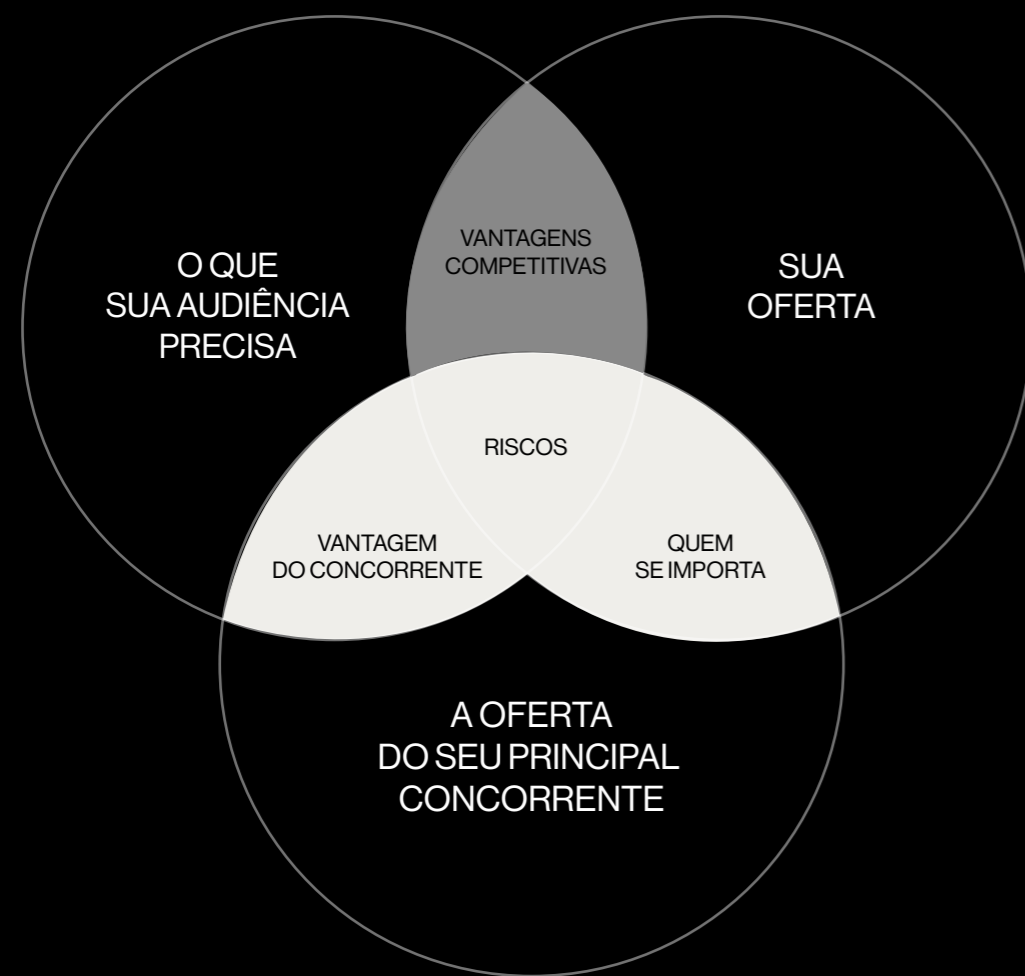 VANTAGENS
COMPETITIVAS
O QUE
SUA AUDIÊNCIA
PRECISA
SUA
OFERTA
RISCOS
VANTAGEM
DO CONCORRENTE
QUEM
SE IMPORTA
A OFERTA
DO SEU PRINCIPAL
CONCORRENTE